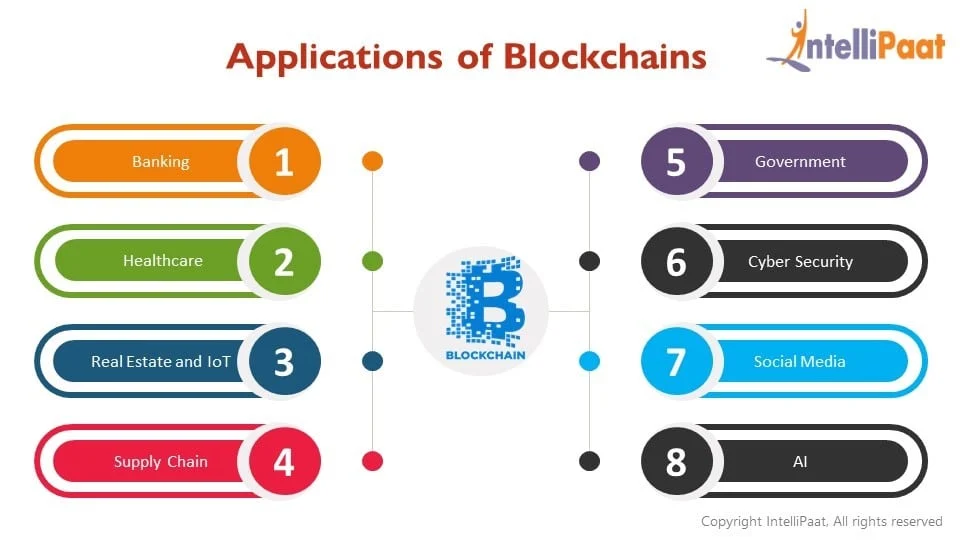 Applications of Blockchains
IntelliPaat
Banking
1
Healthcare
2
Real Estate and IoT
3
Supply Chain
4
BLOCKCHAIN
5
Government
6
Cyber Security
7
Social Media
8
AI
Copyright IntelliPaat, All rights reserved